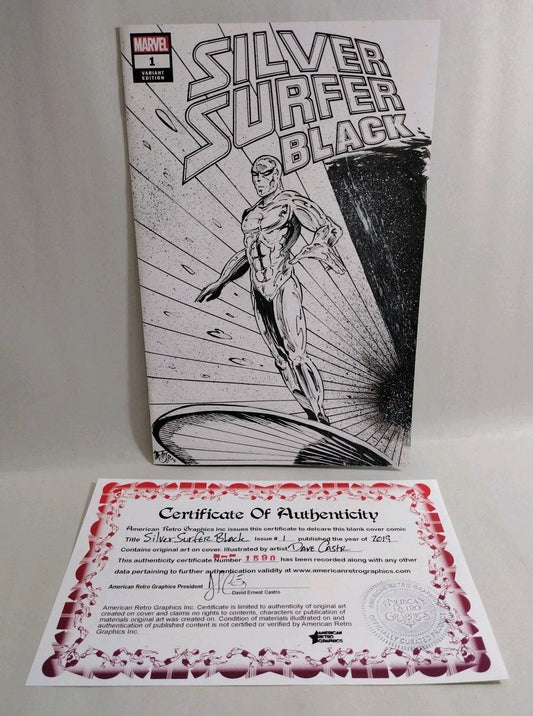 MARVEL
1
VARIANT
EDITION
SILVER
SURFER
BLACK
Certificate Of Authenticity
American Retro Graphics Inc issues this certificate to delcare this blank cover comic
Title Silver Surfer Black Issue # 1 published the year of 2019
Contains original art on cover. Illustrated by artist Dave Castr
This authenticity certificate Number 1590 has been recorded along with any other
data pertaining to further authentication validity at www.americanretrographics.com
American Retro Graphics President
David Ernest Castro
American Retro Graphics Inc. Certificate is limited to authenticity of original art
created on cover and claims no rights to contents, characters or publication of
materials original art was created on. Condition of materials illustrated on and
authentication of published content is not certified or verified by American Retro
Graphics Inc.
AMERICAN
RETRO
GRAPHICS